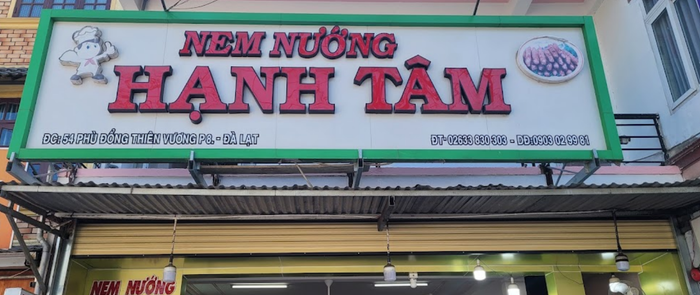 NEM NƯỚNG
HẠNH TÂM
ĐC: 54 PHÙ ĐỔNG THIÊN VƯƠNG P8. - ĐÀ LẠT
ĐT: 02633 830 303 - DĐ: 0903 02 99 81
NEM NƯỚNG